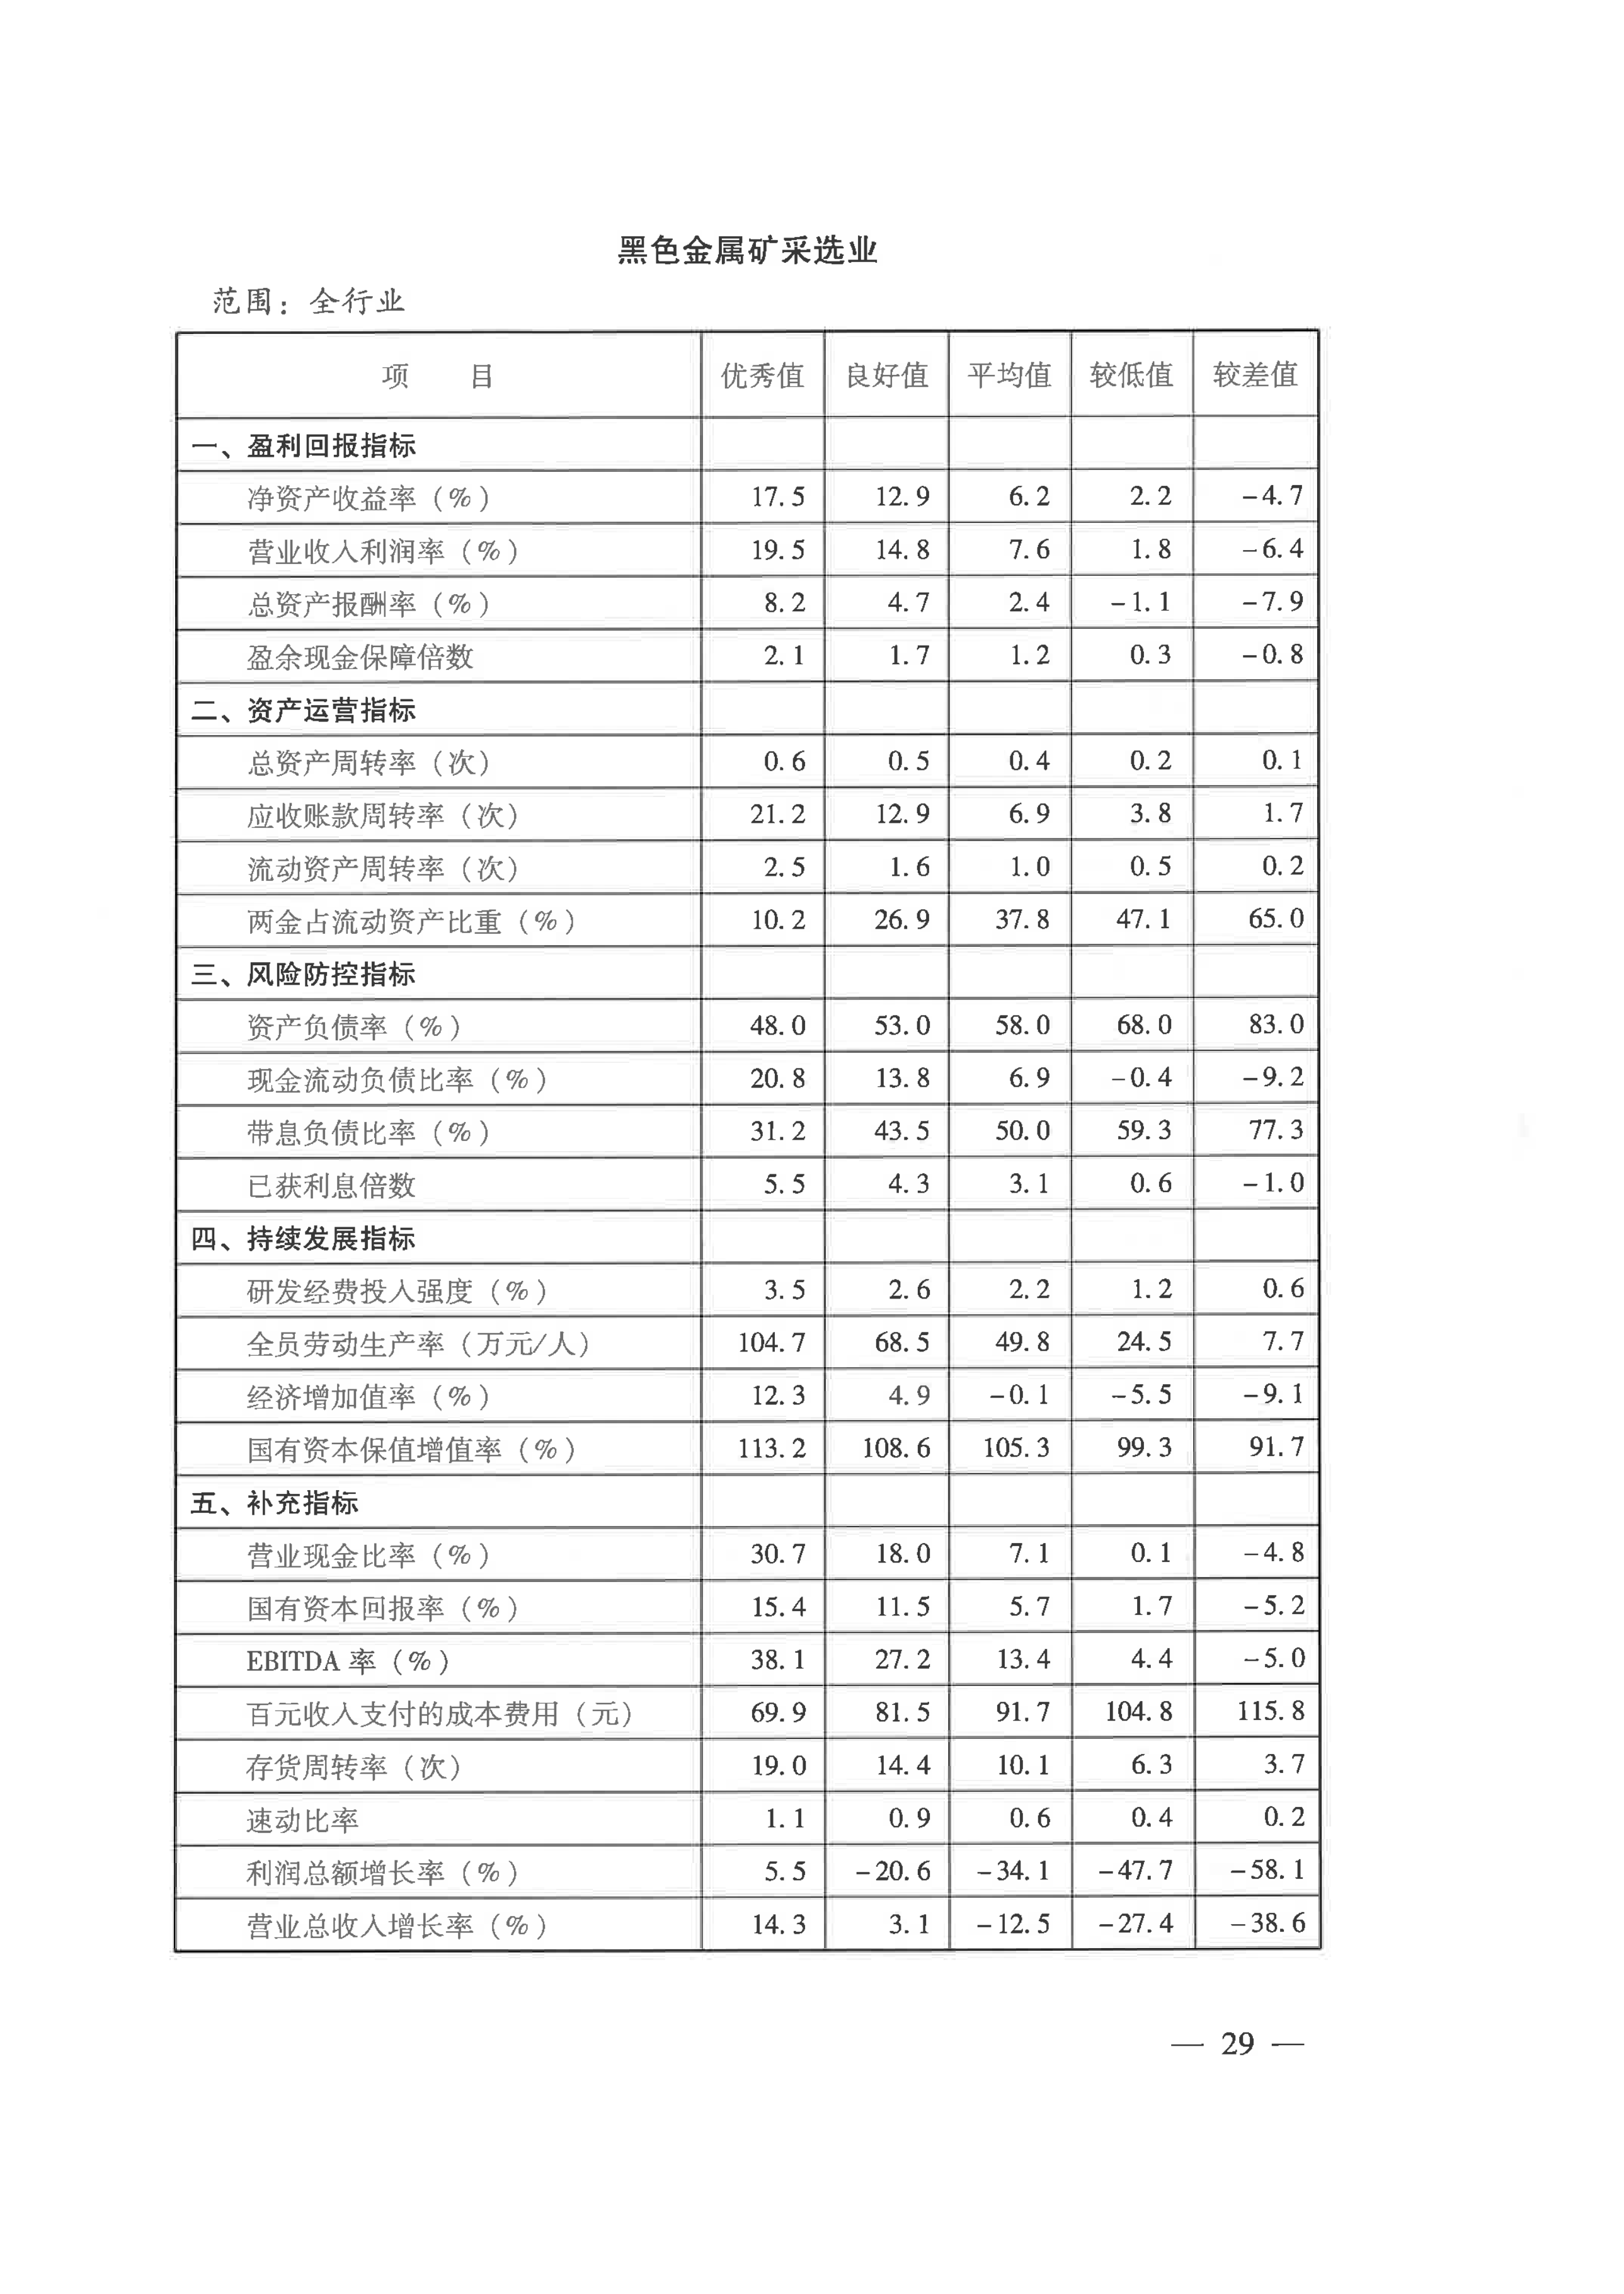 黑色金属矿采选业
范围：全行业
项 目 优秀值 良好值 平均值 较低值 较差值
一、盈利回报指标
净资产收益率（%） 17.5 12.9 6.2 2.2 -4.7
营业收入利润率（%） 19.5 14.8 7.6 1.8 -6.4
总资产报酬率（%） 8.2 4.7 2.4 -1.1 -7.9
盈余现金保障倍数 2.1 1.7 1.2 0.3 -0.8
二、资产运营指标
总资产周转率（次） 0.6 0.5 0.4 0.2 0.1
应收账款周转率（次） 21.2 12.9 6.9 3.8 1.7
流动资产周转率（次） 2.5 1.6 1.0 0.5 0.2
两金占流动资产比重（%） 10.2 26.9 37.8 47.1 65.0
三、风险防控指标
资产负债率（%） 48.0 53.0 58.0 68.0 83.0
现金流动负债比率（%） 20.8 13.8 6.9 -0.4 -9.2
带息负债比率（%） 31.2 43.5 50.0 59.3 77.3
已获利息倍数 5.5 4.3 3.1 0.6 -1.0
四、持续发展指标
研发经费投入强度（%） 3.5 2.6 2.2 1.2 0.6
全员劳动生产率（万元/人） 104.7 68.5 49.8 24.5 7.7
经济增加值率（%） 12.3 4.9 -0.1 -5.5 -9.1
国有资本保值增值率（%） 113.2 108.6 105.3 99.3 91.7
五、补充指标
营业现金比率（%） 30.7 18.0 7.1 0.1 -4.8
国有资本回报率（%） 15.4 11.5 5.7 1.7 -5.2
EBITDA 率（%） 38.1 27.2 13.4 4.4 -5.0
百元收入支付的成本费用（元） 69.9 81.5 91.7 104.8 115.8
存货周转率（次） 19.0 14.4 10.1 6.3 3.7
速动比率 1.1 0.9 0.6 0.4 0.2
利润总额增长率（%） 5.5 -20.6 -34.1 -47.7 -58.1
营业总收入增长率（%） 14.3 3.1 -12.5 -27.4 -38.6
— 29 —